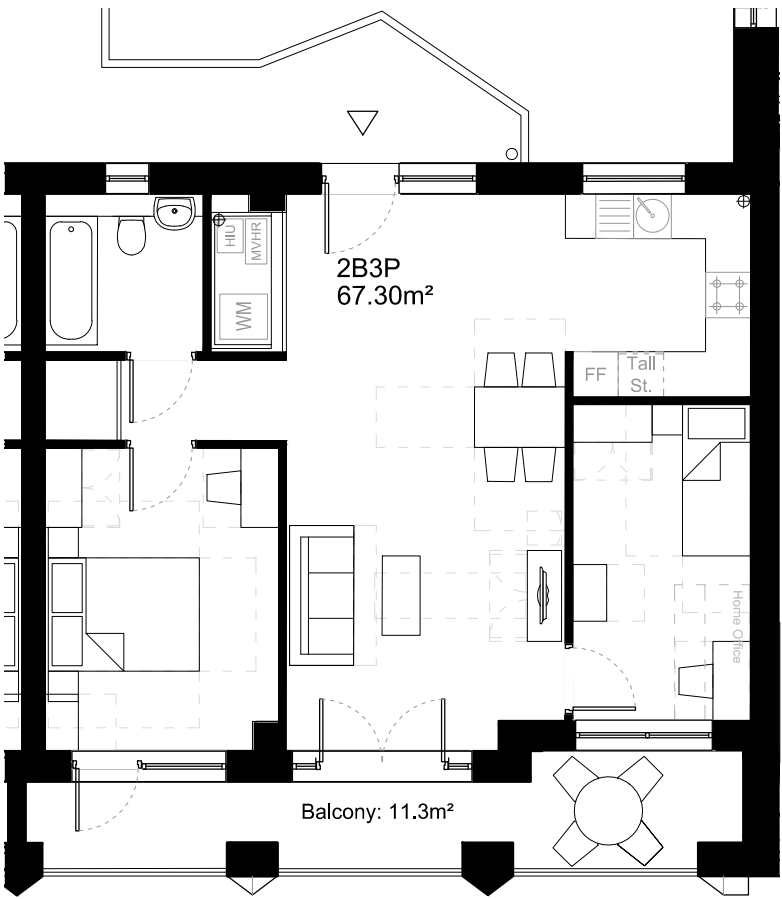 HIU
MVHR
WM
2B3P
67.30m²
FF
Tall
St.
Home Office
Balcony: 11.3m²